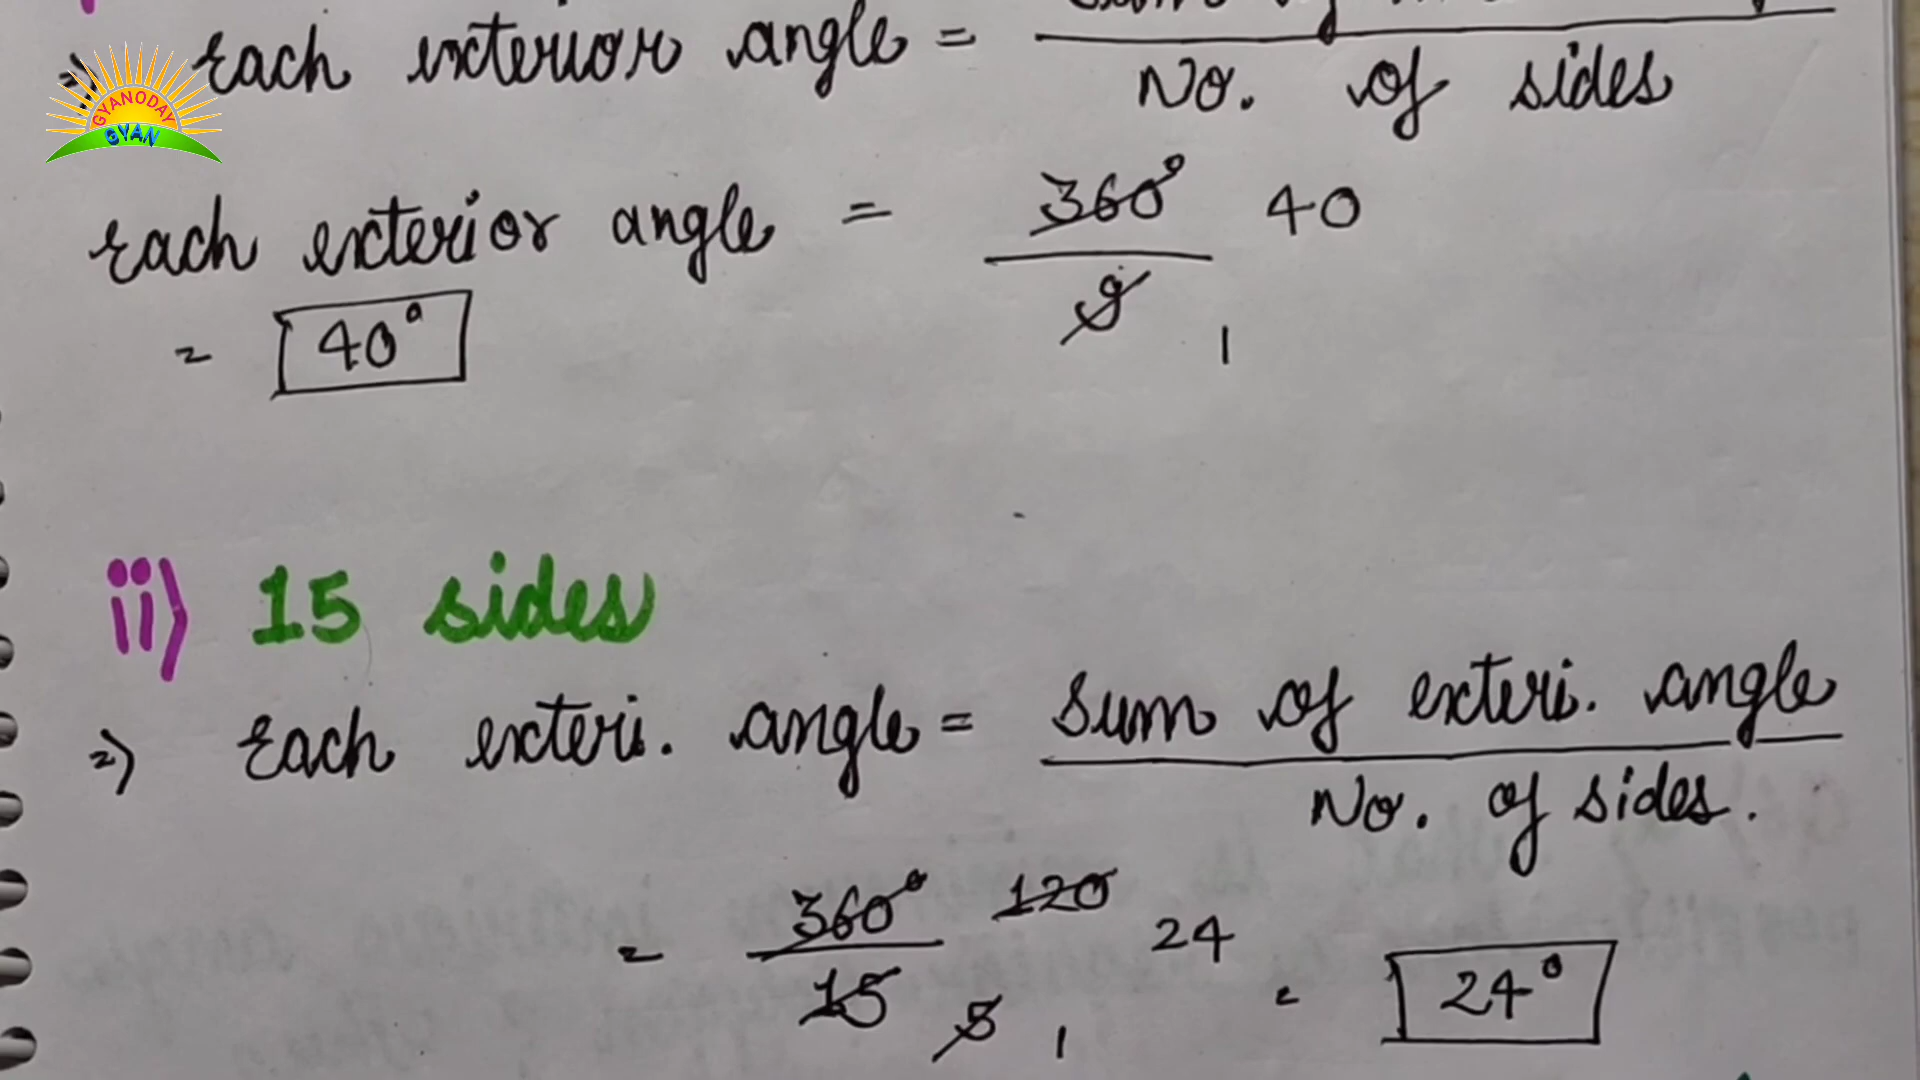 =) Each exterior angle =
No. of sides
GYANODAY
GYAN
Each exterior angle = 360° 40
9 1
= 40°
ii) 15 sides
=) Each exteri. angle = Sum of exteri. angle
No. of sides.
= 360° 120 24
15 5 1 = 24°